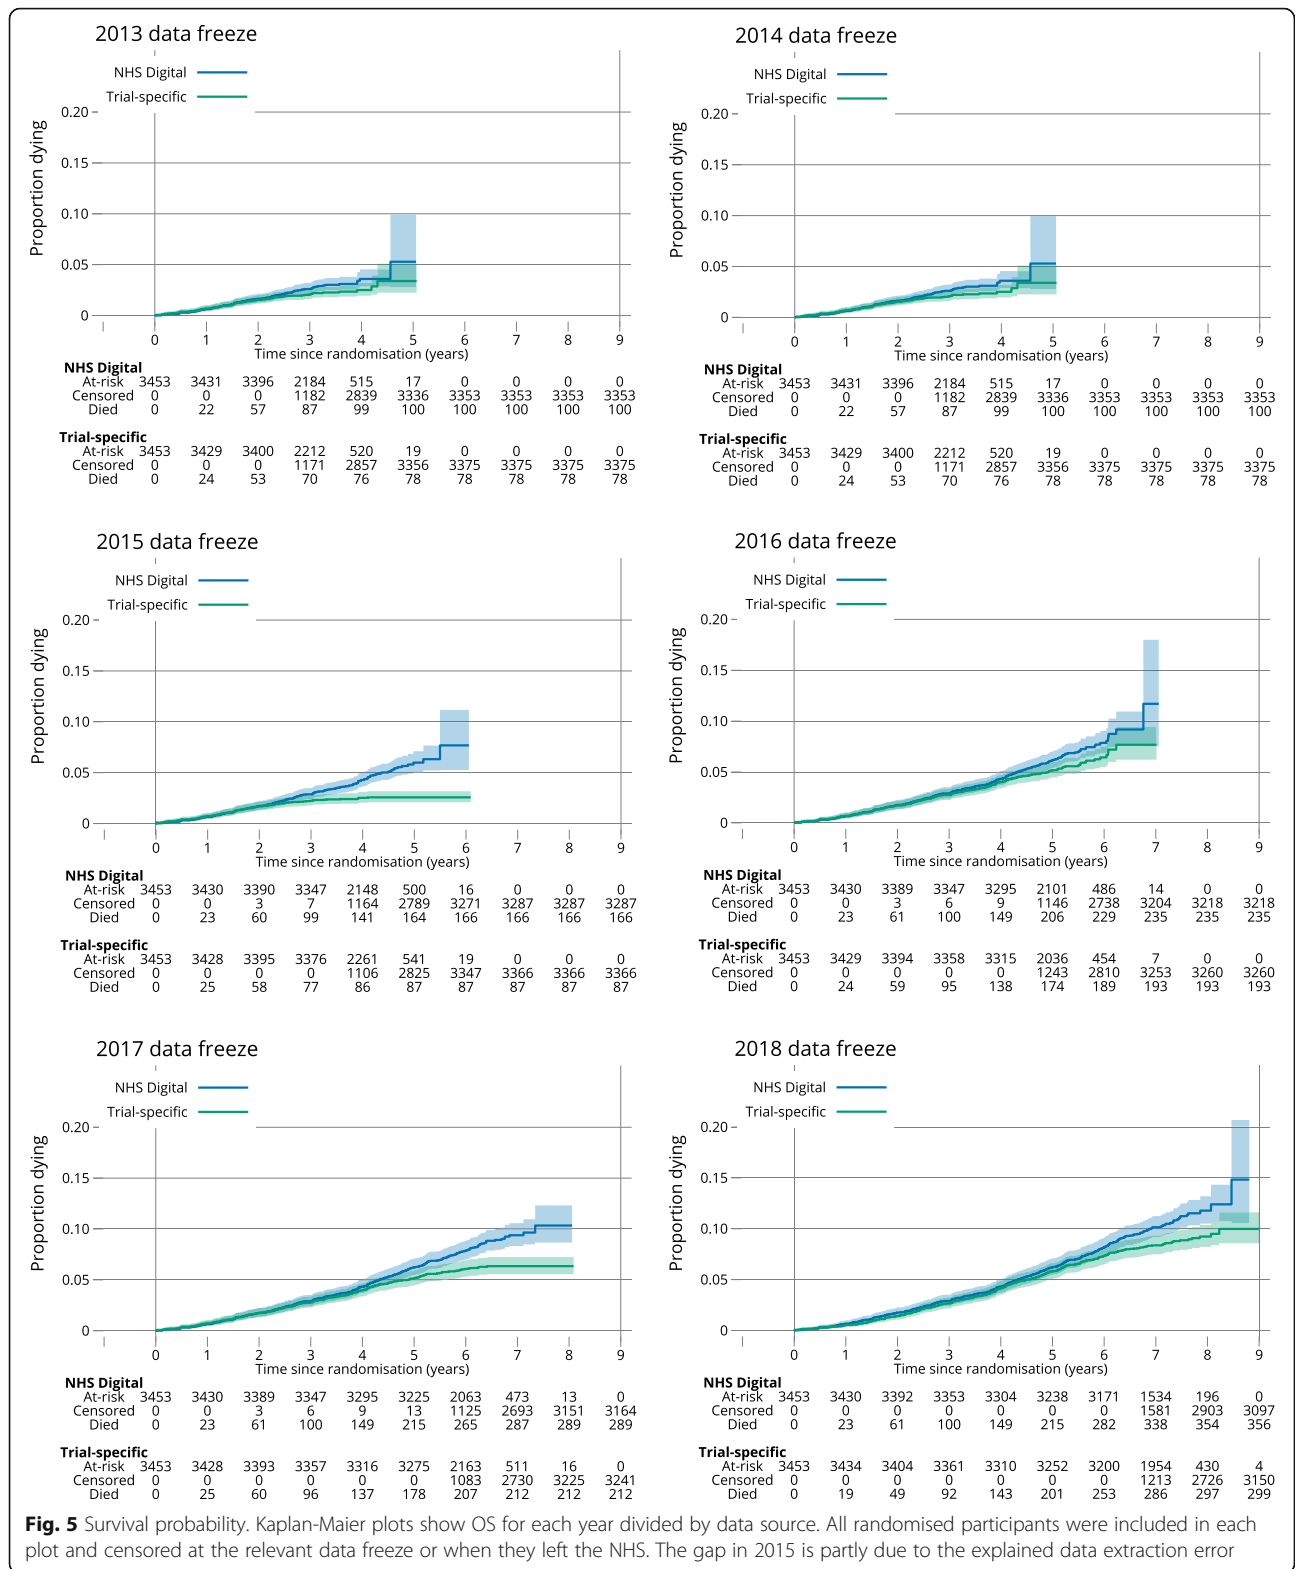 2013 data freeze
NHS Digital
Trial-specific
Proportion dying
0.20
0.15
0.10
0.05
0
0 1 2 3 4 5 6 7 8 9
Time since randomisation (years)
NHS Digital
At-risk 3453 3431 3396 2184 515 17 0 0 0 0
Censored 0 0 0 1182 2839 3336 3353 3353 3353 3353
Died 0 22 57 87 99 100 100 100 100 100
Trial-specific
At-risk 3453 3429 3400 2212 520 19 0 0 0 0
Censored 0 0 0 1171 2857 3356 3375 3375 3375 3375
Died 0 24 53 70 76 78 78 78 78 78
2014 data freeze
NHS Digital
Trial-specific
Proportion dying
0.20
0.15
0.10
0.05
0
0 1 2 3 4 5 6 7 8 9
Time since randomisation (years)
NHS Digital
At-risk 3453 3431 3396 2184 515 17 0 0 0 0
Censored 0 0 0 1182 2839 3336 3353 3353 3353 3353
Died 0 22 57 87 99 100 100 100 100 100
Trial-specific
At-risk 3453 3429 3400 2212 520 19 0 0 0 0
Censored 0 0 0 1171 2857 3356 3375 3375 3375 3375
Died 0 24 53 70 76 78 78 78 78 78
2015 data freeze
NHS Digital
Trial-specific
Proportion dying
0.20
0.15
0.10
0.05
0
0 1 2 3 4 5 6 7 8 9
Time since randomisation (years)
NHS Digital
At-risk 3453 3430 3390 3347 2148 500 16 0 0 0
Censored 0 0 3 7 1164 2789 3271 3287 3287 3287
Died 0 23 60 99 141 164 166 166 166 166
Trial-specific
At-risk 3453 3428 3395 3376 2261 541 19 0 0 0
Censored 0 0 0 0 1106 2825 3347 3366 3366 3366
Died 0 25 58 77 86 87 87 87 87 87
2016 data freeze
NHS Digital
Trial-specific
Proportion dying
0.20
0.15
0.10
0.05
0
0 1 2 3 4 5 6 7 8 9
Time since randomisation (years)
NHS Digital
At-risk 3453 3430 3389 3347 3295 2101 486 14 0 0
Censored 0 0 3 6 9 1146 2738 3204 3218 3218
Died 0 23 61 100 149 206 229 235 235 235
Trial-specific
At-risk 3453 3429 3394 3358 3315 2036 454 7 0 0
Censored 0 0 0 0 0 1243 2810 3253 3260 3260
Died 0 24 59 95 138 174 189 193 193 193
2017 data freeze
NHS Digital
Trial-specific
Proportion dying
0.20
0.15
0.10
0.05
0
0 1 2 3 4 5 6 7 8 9
Time since randomisation (years)
NHS Digital
At-risk 3453 3430 3389 3347 3295 3225 2063 473 13 0
Censored 0 0 3 6 9 13 1125 2693 3151 3164
Died 0 23 61 100 149 215 265 287 289 289
Trial-specific
At-risk 3453 3428 3393 3357 3316 3275 2163 511 16 0
Censored 0 0 0 0 0 0 1083 2730 3225 3241
Died 0 25 60 96 137 178 207 212 212 212
2018 data freeze
NHS Digital
Trial-specific
Proportion dying
0.20
0.15
0.10
0.05
0
0 1 2 3 4 5 6 7 8 9
Time since randomisation (years)
NHS Digital
At-risk 3453 3430 3392 3353 3304 3238 3171 1534 196 0
Censored 0 0 0 0 0 0 0 1581 2903 3097
Died 0 23 61 100 149 215 282 338 354 356
Trial-specific
At-risk 3453 3434 3404 3361 3310 3252 3200 1954 430 4
Censored 0 0 0 0 0 0 0 1213 2726 3150
Died 0 19 49 92 143 201 253 286 297 299
Fig. 5 Survival probability. Kaplan-Maier plots show OS for each year divided by data source. All randomised participants were included in each
plot and censored at the relevant data freeze or when they left the NHS. The gap in 2015 is partly due to the explained data extraction error